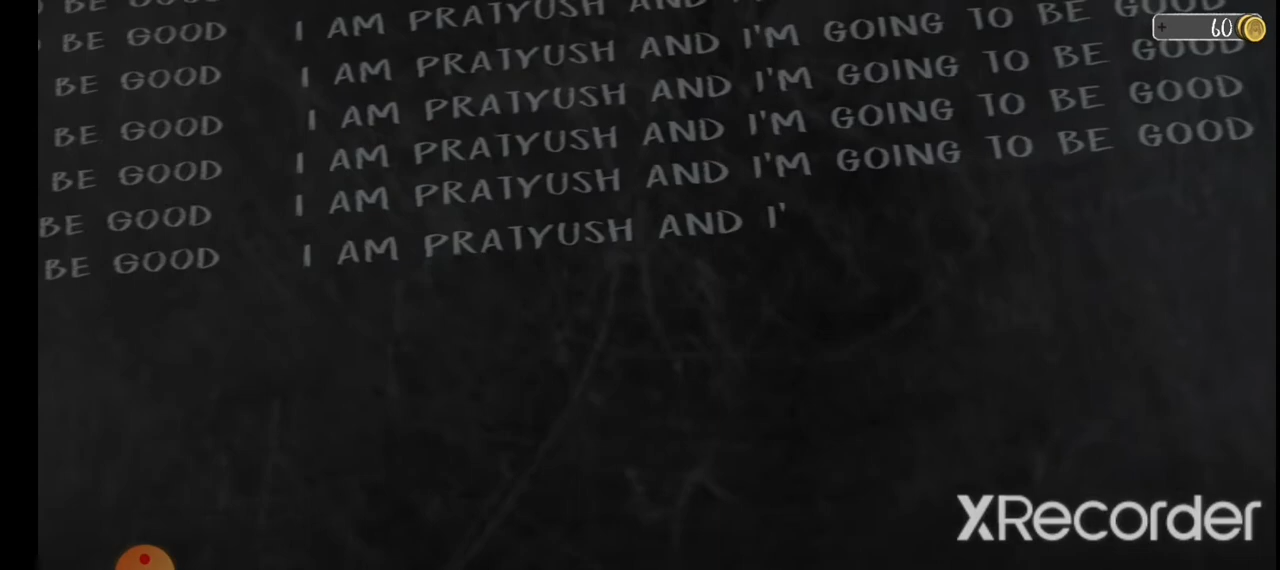 BE GOOD I AM PRATYUSH AND
BE GOOD I AM PRATYUSH AND I'M GOING TO BE GOOD
BE GOOD I AM PRATYUSH AND I'M GOING TO BE GOOD
BE GOOD I AM PRATYUSH AND I'M GOING TO BE GOOD
BE GOOD I AM PRATYUSH AND I'M GOING TO BE GOOD
BE GOOD I AM PRATYUSH AND I'
BE GOOD
+ 60
XRecorder